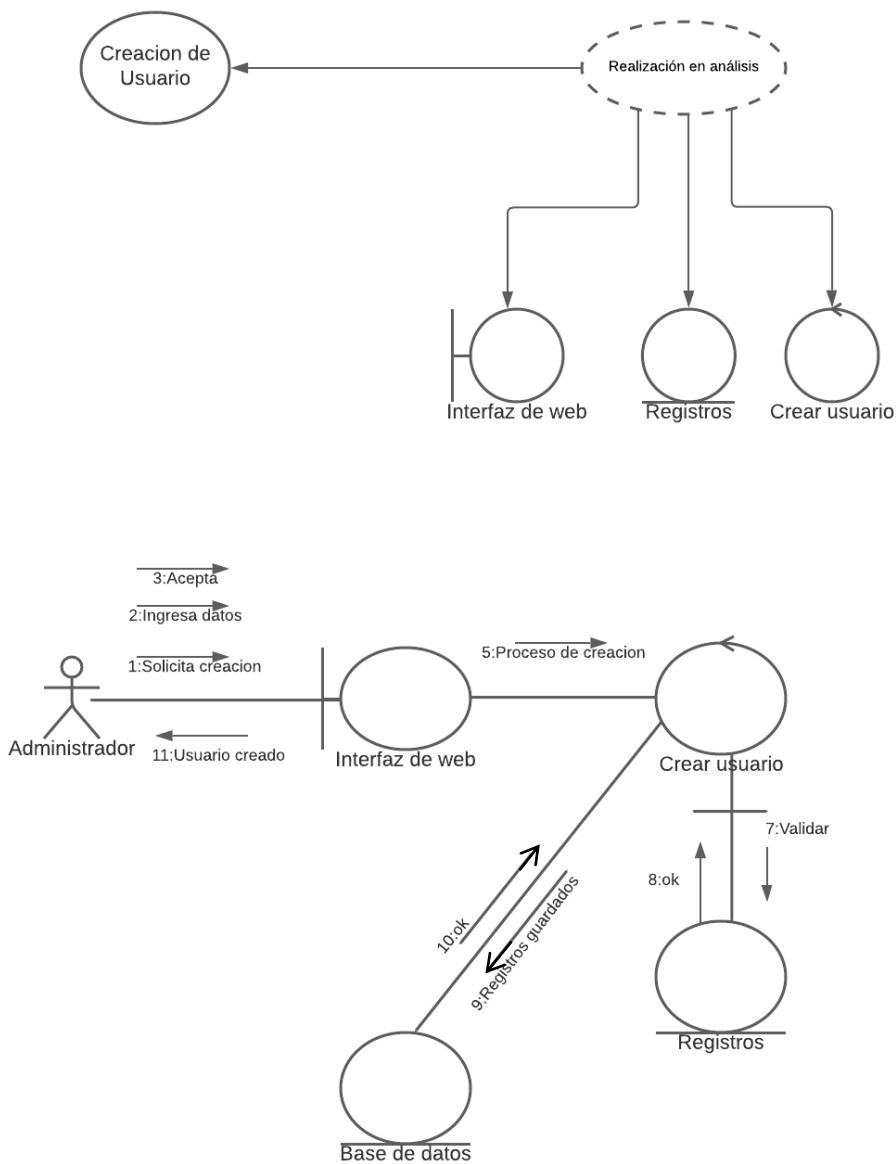 Creacion de
Usuario
Realización en análisis
Interfaz de web
Registros
Crear usuario
3:Acepta
2:Ingresa datos
1:Solicita creacion
5:Proceso de creacion
Administrador
11:Usuario creado
Interfaz de web
Crear usuario
7:Validar
8:ok
10:ok
9:Registros guardados
Registros
Base de datos